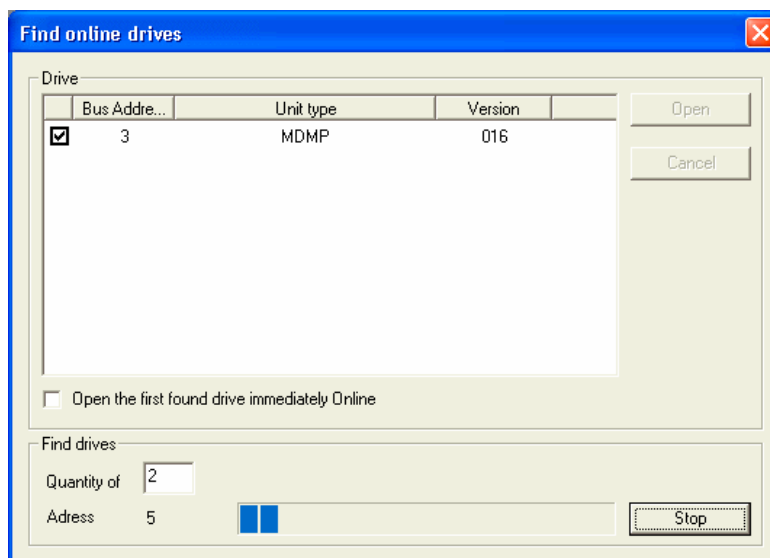 Find online drives
Drive
Bus Addre... Unit type Version
Open
3 MDMP 016
Cancel
Open the first found drive immediately Online
Find drives
Quantity of 2
Adress 5
Stop